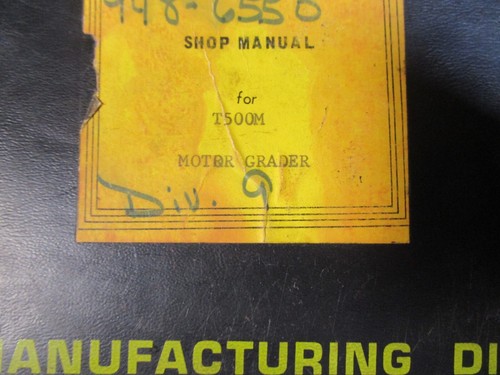 948-6550
SHOP MANUAL
for
T500M
MOTOR GRADER
Div. 9
MANUFACTURING DI